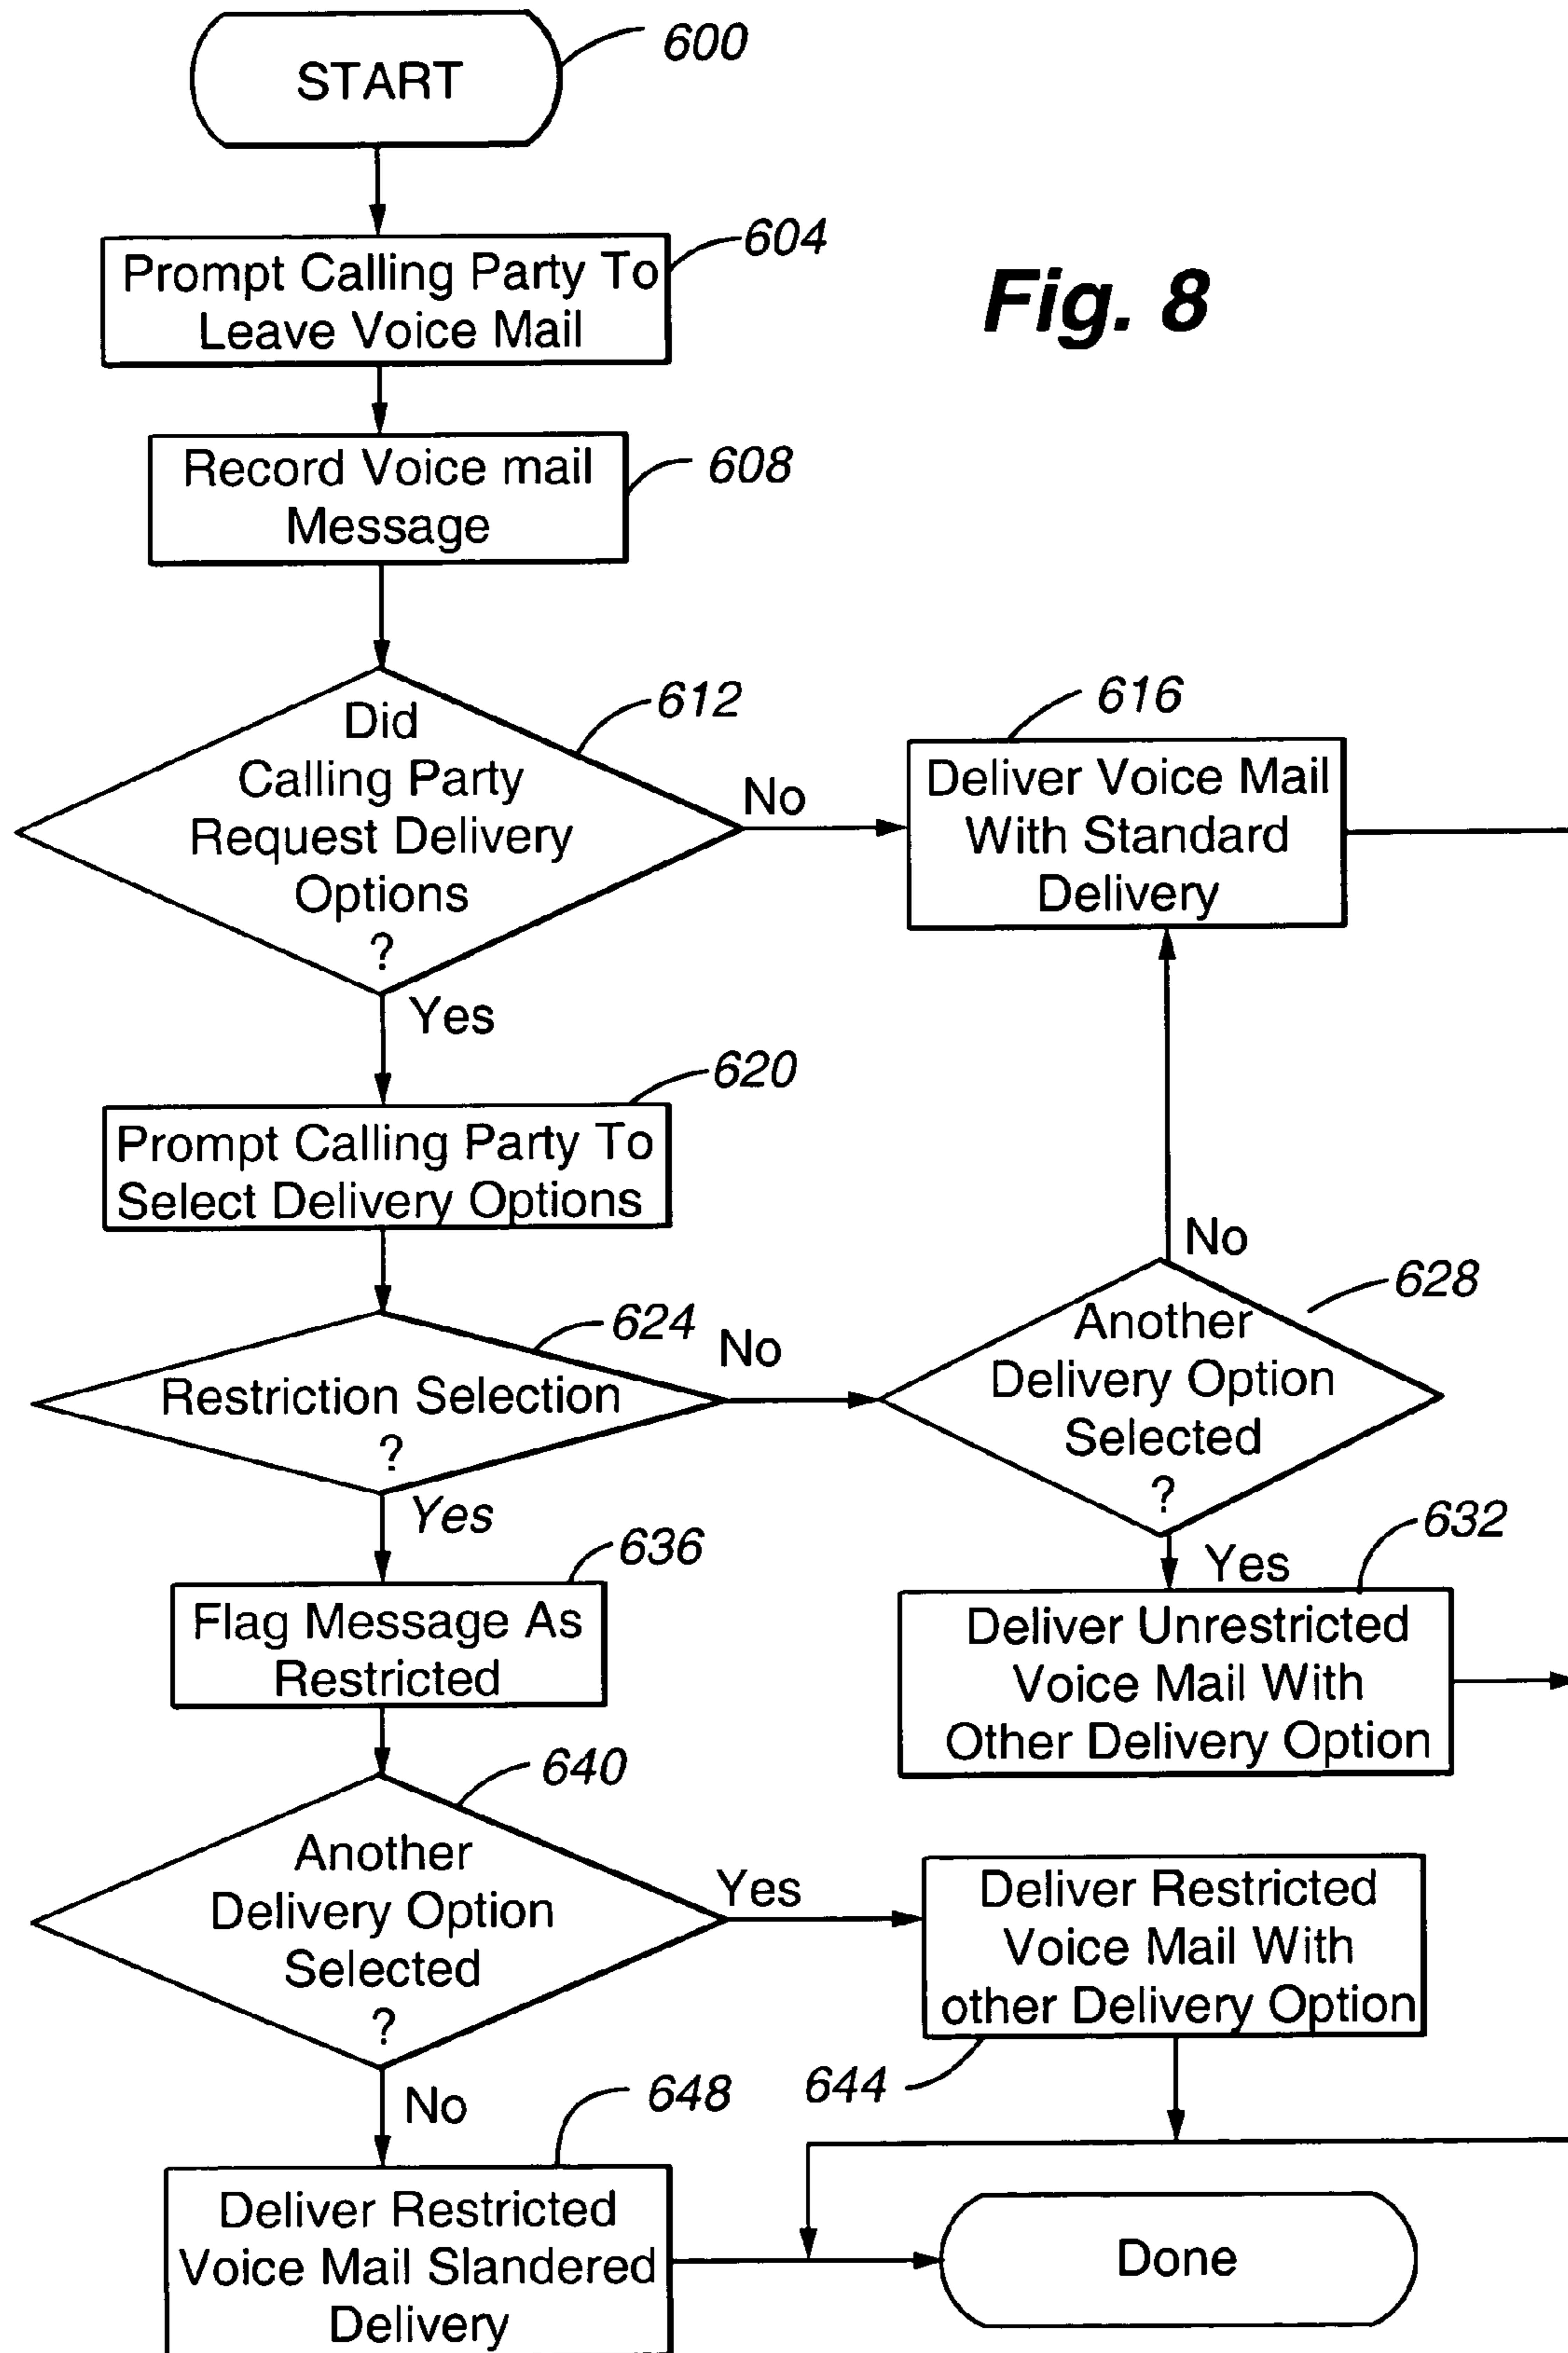 START
600
Prompt Calling Party To
Leave Voice Mail
604
Fig. 8
Record Voice mail
Message
608
Did
Calling Party
Request Delivery
Options
?
612
No
Yes
616
Deliver Voice Mail
With Standard
Delivery
620
Prompt Calling Party To
Select Delivery Options
624
Restriction Selection
?
No
Yes
628
Another
Delivery Option
Selected
?
No
Yes
632
Deliver Unrestricted
Voice Mail With
Other Delivery Option
636
Flag Message As
Restricted
640
Another
Delivery Option
Selected
?
Yes
No
Deliver Restricted
Voice Mail With
other Delivery Option
644
648
Deliver Restricted
Voice Mail Slandered
Delivery
Done